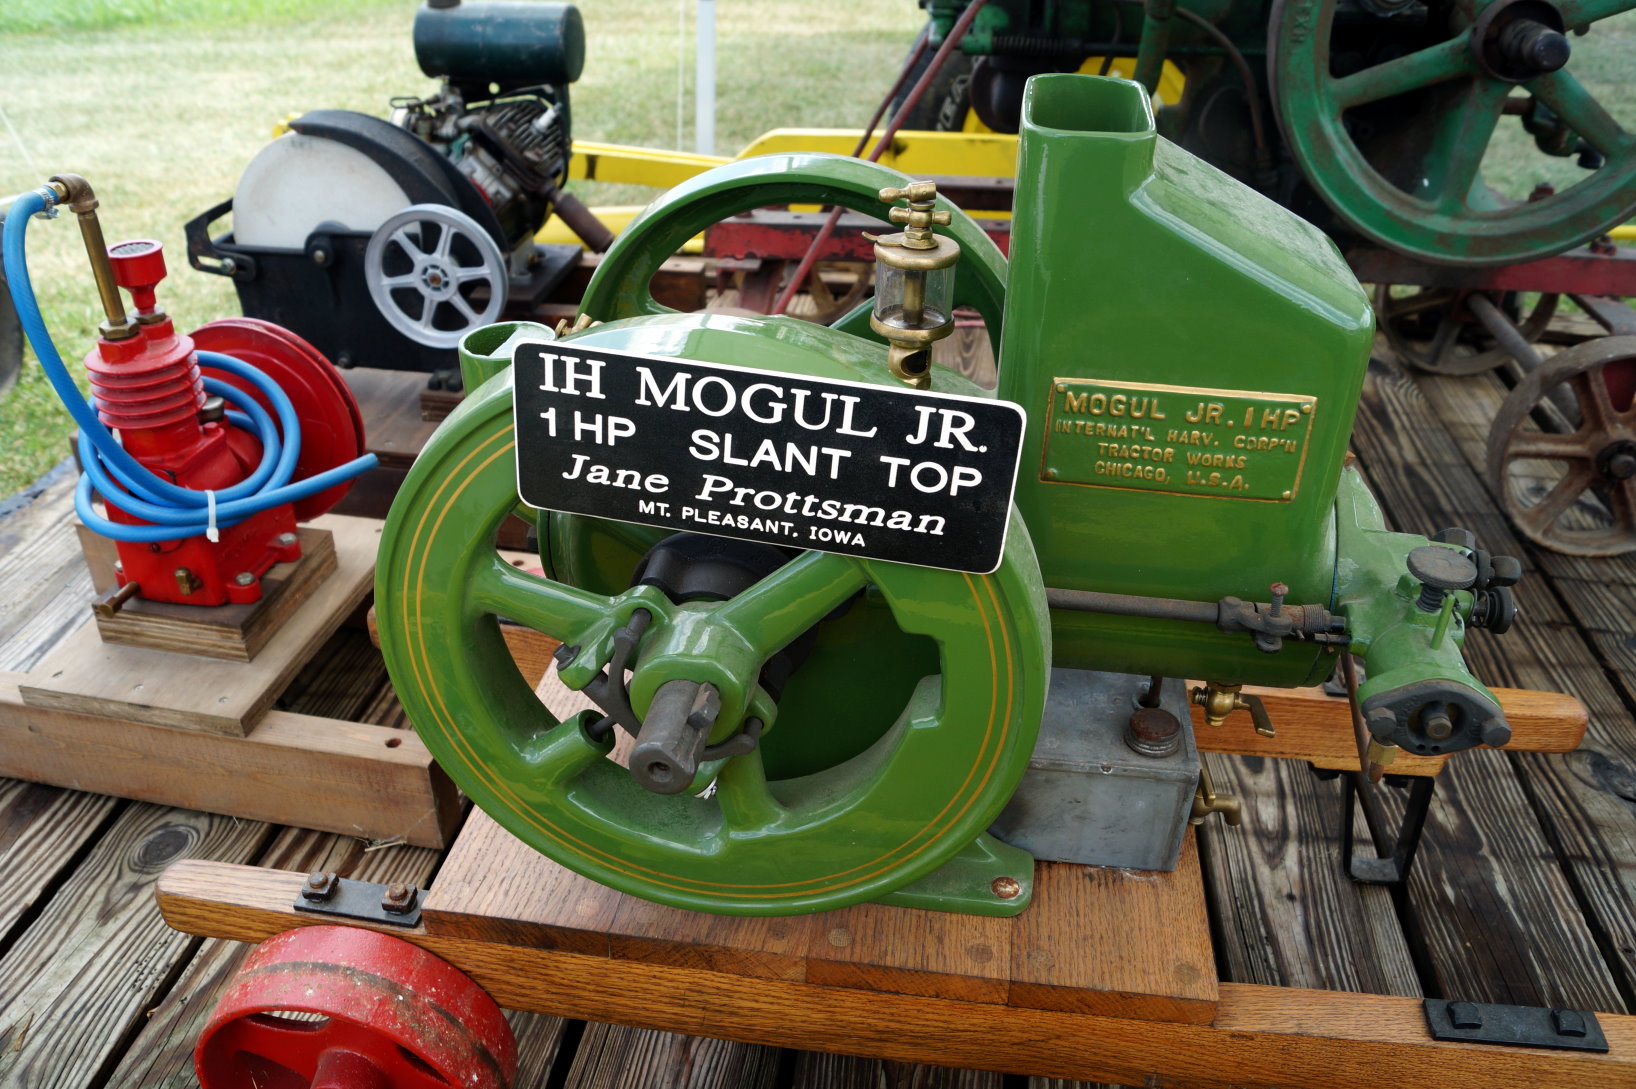 IH MOGUL JR.
1 HP SLANT TOP
Jane Prottsman
MT. PLEASANT, IOWA
MOGUL JR. 1 HP
INTERNAT'L HARV. CORP'N
TRACTOR WORKS
CHICAGO, U.S.A.